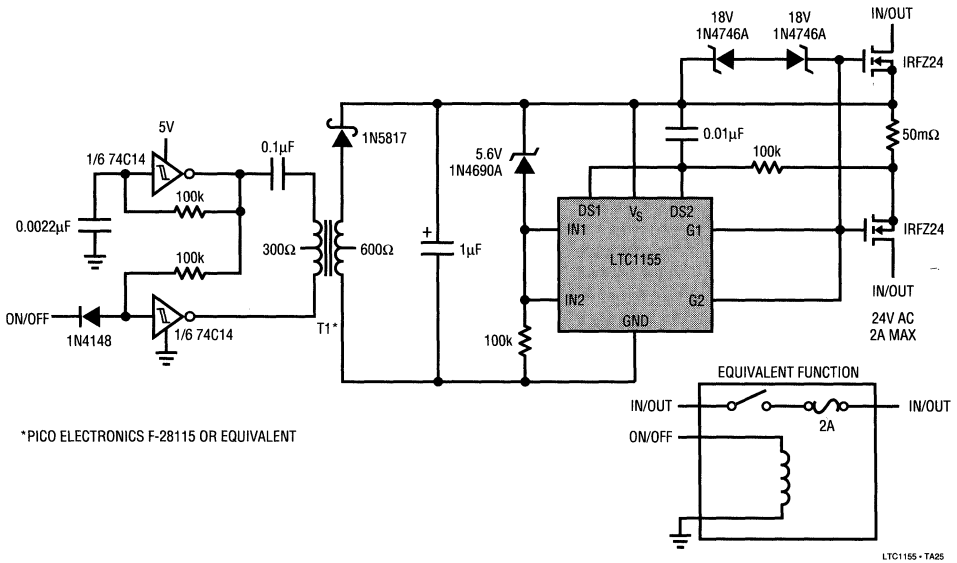 18V
1N4746A
18V
1N4746A
IN/OUT
IRFZ24
5V
1/6 74C14
0.1µF
1N5817
5.6V
1N4690A
0.01µF
50mΩ
100k
100k
0.0022µF
300Ω
600Ω
1µF
DS1
VS
DS2
IN1
G1
IRFZ24
LTC1155
100k
IN2
G2
IN/OUT
ON/OFF
1N4148
1/6 74C14
T1*
100k
GND
24V AC
2A MAX
EQUIVALENT FUNCTION
IN/OUT
IN/OUT
2A
ON/OFF
*PICO ELECTRONICS F-28115 OR EQUIVALENT
LTC1155 • TA25